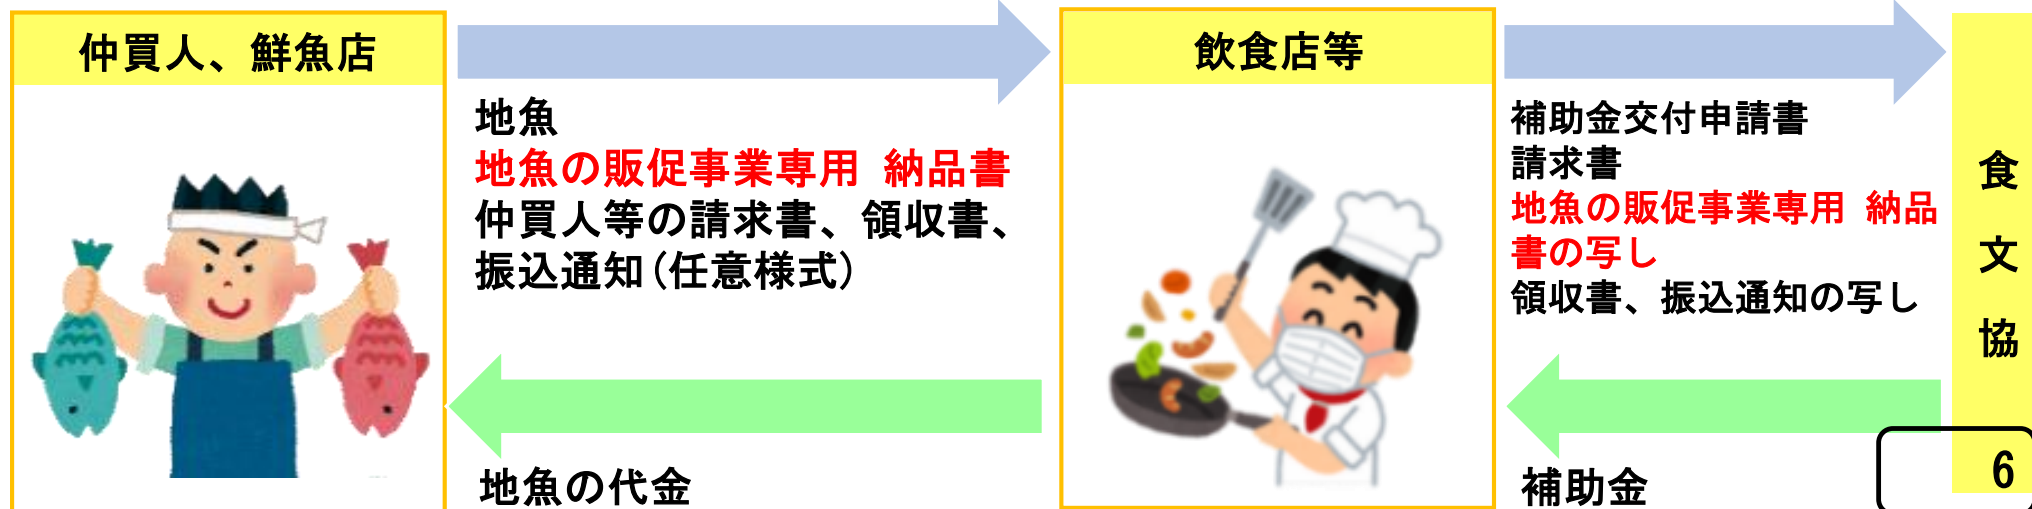 仲買人、鮮魚店
地魚
地魚の販促事業専用 納品書
仲買人等の請求書、領収書、
振込通知(任意様式)
地魚の代金
飲食店等
補助金交付申請書
請求書
地魚の販促事業専用 納品
書の写し
領収書、振込通知の写し
補助金
食文協
6